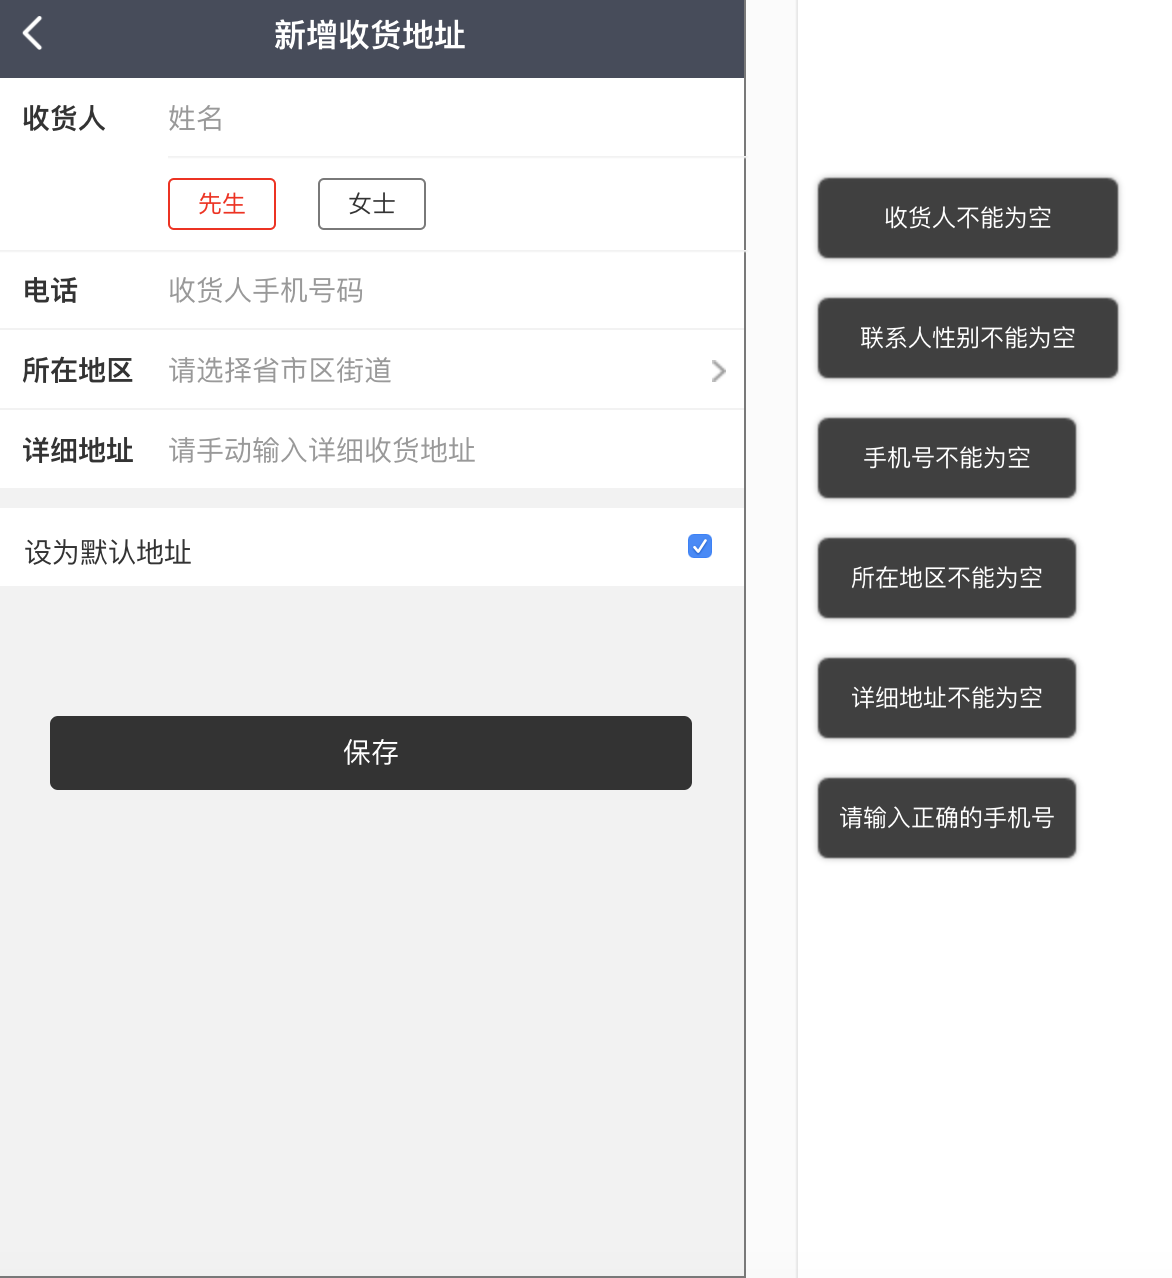 新增收货地址
收货人 姓名
先生 女士
电话 收货人手机号码
所在地区 请选择省市区街道
详细地址 请手动输入详细收货地址
设为默认地址
保存
收货人不能为空
联系人性别不能为空
手机号不能为空
所在地区不能为空
详细地址不能为空
请输入正确的手机号